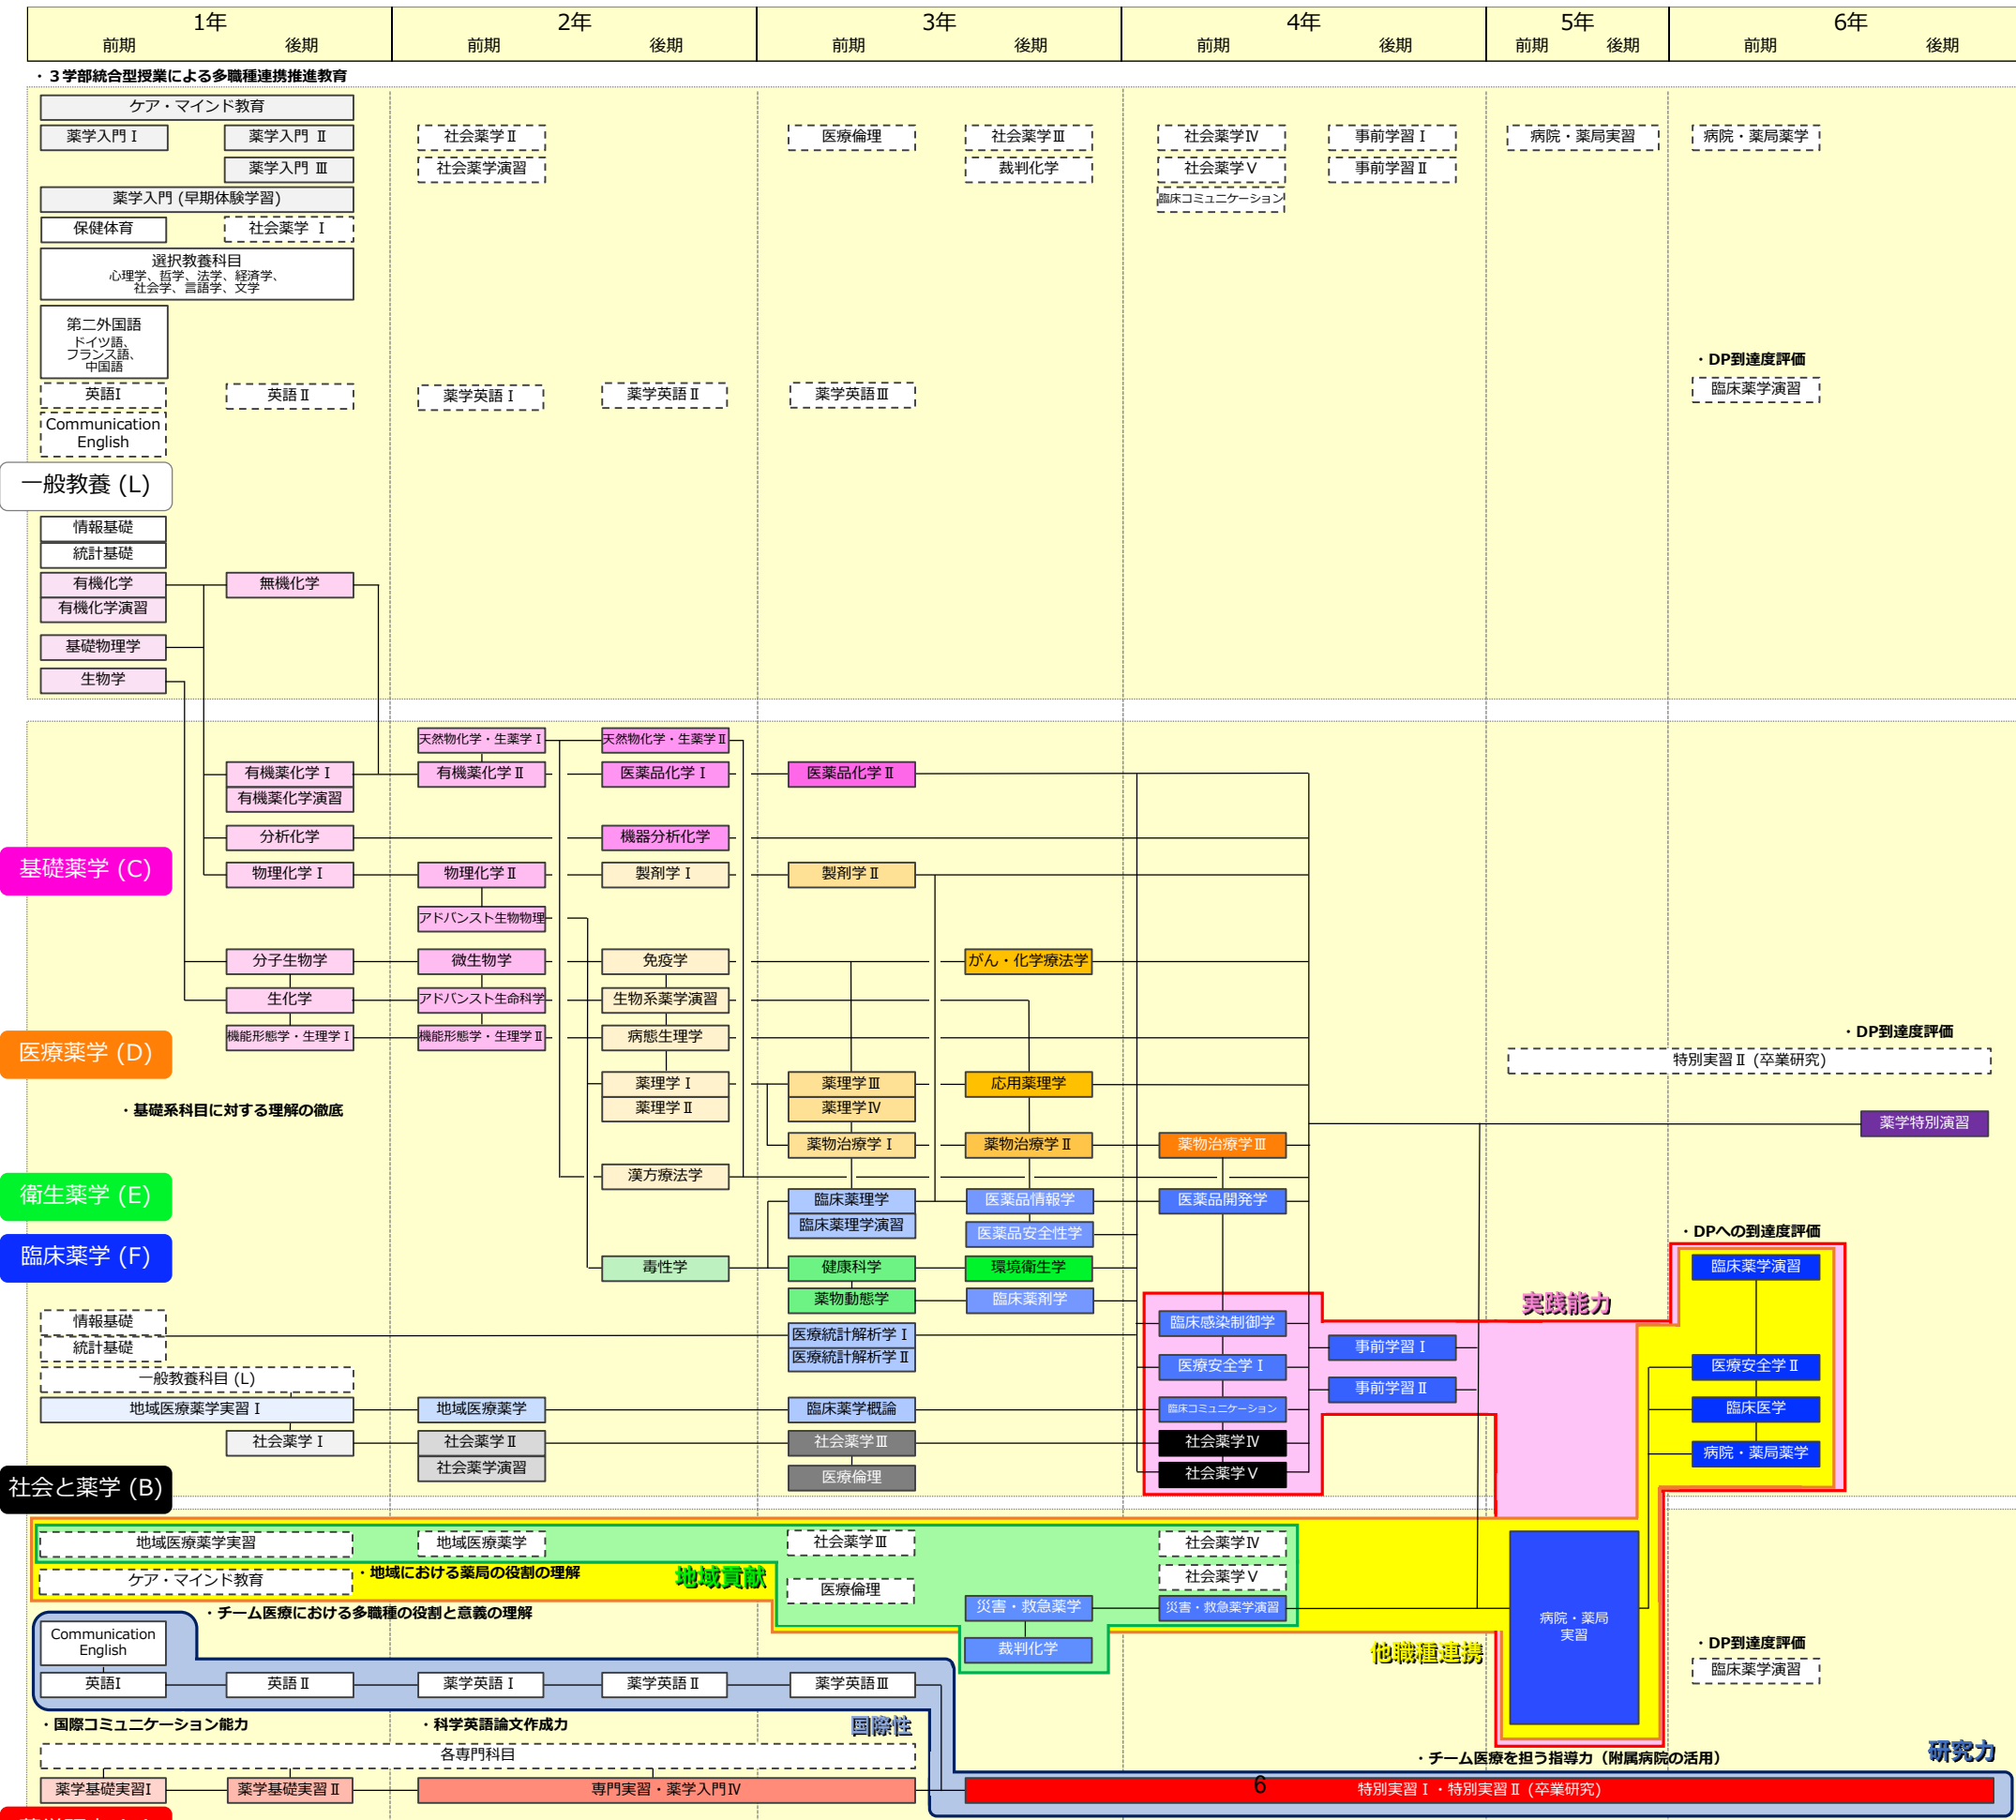 1年 2年 3年 4年 5年 6年
前期 後期 前期 後期 前期 後期 前期 後期 前期 後期 前期 後期
・３学部統合型授業による多職種連携推進教育
ケア・マインド教育
薬学入門Ⅰ 薬学入門 Ⅱ 社会薬学Ⅱ 医療倫理 社会薬学Ⅲ 社会薬学Ⅳ 事前学習Ⅰ 病院・薬局実習 病院・薬局薬学
薬学入門 Ⅲ 社会薬学演習 裁判化学 社会薬学Ⅴ 事前学習Ⅱ
薬学入門 (早期体験学習) 臨床コミュニケーション
保健体育 社会薬学 Ⅰ
選択教養科目
心理学、哲学、法学、経済学、
社会学、言語学、文学
第二外国語
ドイツ語、
フランス語、
中国語
・DP到達度評価
英語Ⅰ 英語Ⅱ 薬学英語Ⅰ 薬学英語Ⅱ 薬学英語Ⅲ 臨床薬学演習
Communication
English
一般教養 (L)
情報基礎
統計基礎
有機化学 無機化学
有機化学演習
基礎物理学
生物学
天然物化学・生薬学Ⅰ 天然物化学・生薬学Ⅱ
有機薬化学Ⅰ 有機薬化学Ⅱ 医薬品化学Ⅰ 医薬品化学Ⅱ
有機薬化学演習
分析化学 機器分析化学
基礎薬学 (C)
物理化学Ⅰ 物理化学Ⅱ 製剤学Ⅰ 製剤学Ⅱ
アドバンスト生物物理
分子生物学 微生物学 免疫学 がん・化学療法学
生化学 アドバンスト生命科学 生物系薬学演習
機能形態学・生理学Ⅰ 機能形態学・生理学Ⅱ 病態生理学
・DP到達度評価
医療薬学 (D)
特別実習Ⅱ (卒業研究)
薬理学Ⅰ 薬理学Ⅲ 応用薬理学
薬理学Ⅱ 薬理学Ⅳ
・基礎系科目に対する理解の徹底
薬学特別演習
薬物治療学Ⅰ 薬物治療学Ⅱ 薬物治療学Ⅲ
漢方療法学
衛生薬学 (E)
臨床薬理学 医薬品情報学 医薬品開発学
臨床薬理学演習 医薬品安全性学
・DPへの到達度評価
臨床薬学 (F)
毒性学 健康科学 環境衛生学 臨床薬学演習
薬物動態学 臨床薬剤学
実践能力
情報基礎 臨床感染制御学
統計基礎 医療統計解析学Ⅰ 事前学習Ⅰ
医療統計解析学Ⅱ 医療安全学Ⅰ 医療安全学Ⅱ
一般教養科目 (L) 事前学習Ⅱ
地域医療薬学実習Ⅰ 地域医療薬学 臨床薬学概論 臨床コミュニケーション 臨床医学
社会薬学Ⅰ 社会薬学Ⅱ 社会薬学Ⅲ 社会薬学Ⅳ 病院・薬局薬学
社会薬学演習 医療倫理 社会薬学Ⅴ
社会と薬学 (B)
地域医療薬学実習 地域医療薬学 社会薬学Ⅲ 社会薬学Ⅳ
ケア・マインド教育 ・地域における薬局の役割の理解 地域貢献 医療倫理 社会薬学Ⅴ
・チーム医療における多職種の役割と意義の理解 災害・救急薬学 災害・救急薬学演習
病院・薬局
実習
Communication
English
裁判化学 他職種連携
・DP到達度評価
臨床薬学演習
英語Ⅰ 英語Ⅱ 薬学英語Ⅰ 薬学英語Ⅱ 薬学英語Ⅲ
・国際コミュニケーション能力 ・科学英語論文作成力 国際性
各専門科目
・チーム医療を担う指導力（附属病院の活用） 研究力
薬学基礎実習Ⅰ 薬学基礎実習Ⅱ 専門実習・薬学入門Ⅳ 6 特別実習Ⅰ・特別実習Ⅱ (卒業研究)